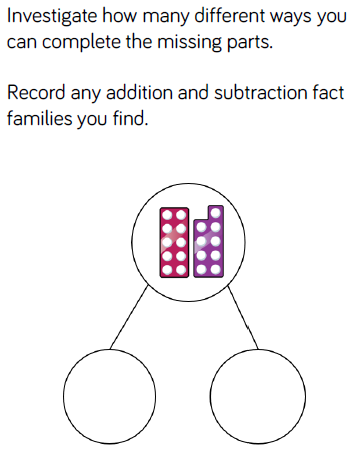 Investigate how many different ways you
can complete the missing parts.
Record any addition and subtraction fact
families you find.